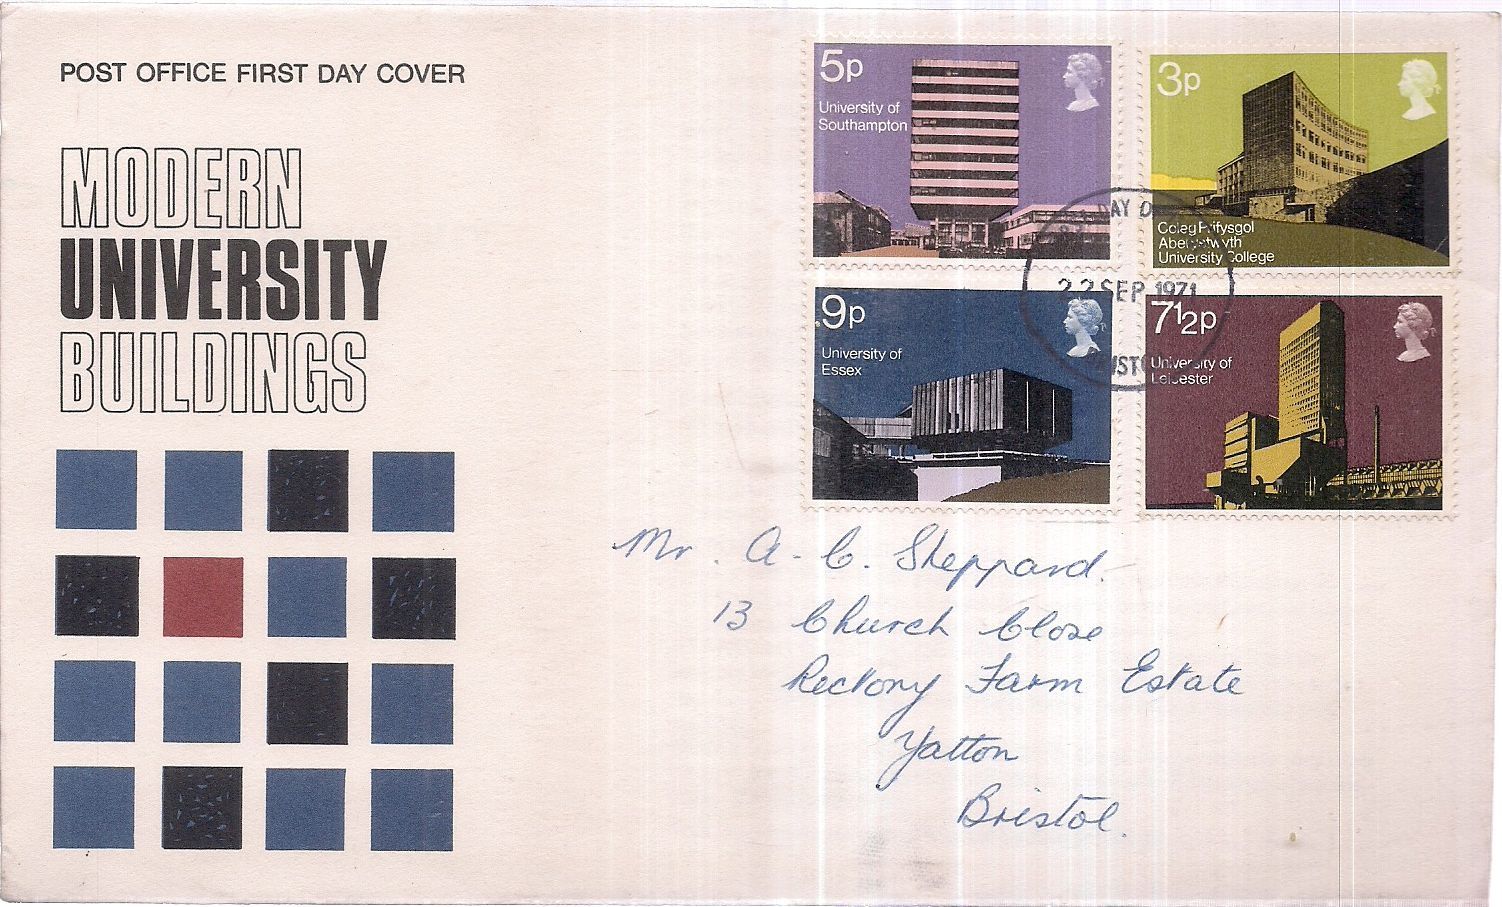 POST OFFICE FIRST DAY COVER
MODERN
UNIVERSITY
BUILDINGS
5p
University of
Southampton
3p
Coleg Prifysgol
Aberystwyth
University College
9p
University of
Essex
7½p
University of
Leicester
DAY
22 SEP 1971
Mr. A. C. Sheppard.
13 Church Close
Rectory Farm Estate
Yatton
Bristol.